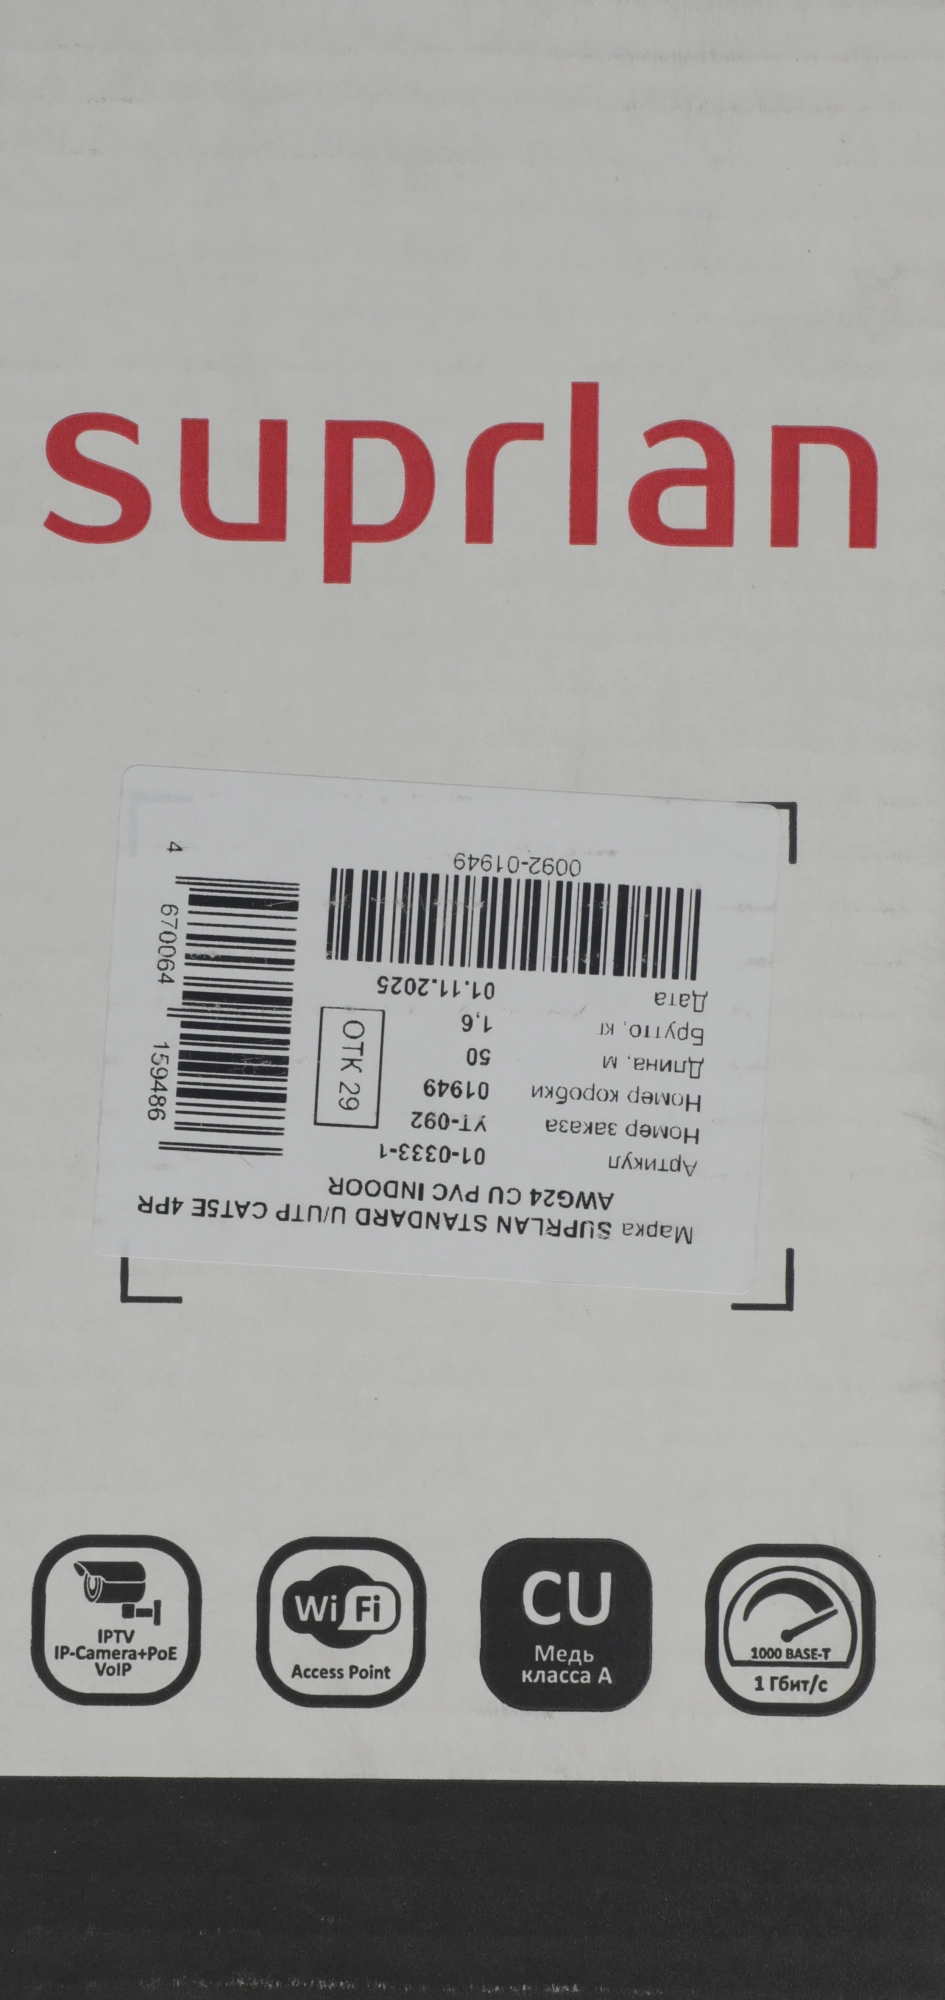 suprlan
Марка SUPRLAN STANDARD U/UTP CAT5E 4PR
AWG24 CU PVC INDOOR
Артикул 01-0333-1
Номер заказа УТ-092
Номер коробки 01949
Длина, м 50
Брутто, кг 1,6
Дата 01.11.2025
ОТК 29
0092-01949
4 670064 159486
IPTV
IP-Camera+PoE
VoIP
WiFi
Access Point
CU
Медь
класса А
1000 BASE-T
1 Гбит/с